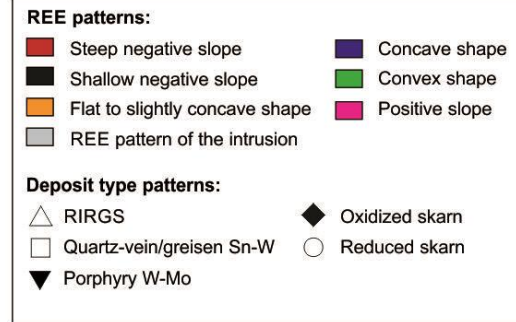 REE patterns:
Steep negative slope
Concave shape
Shallow negative slope
Convex shape
Flat to slightly concave shape
Positive slope
REE pattern of the intrusion
Deposit type patterns:
RIRGS
Oxidized skarn
Quartz-vein/greisen Sn-W
Reduced skarn
Porphyry W-Mo